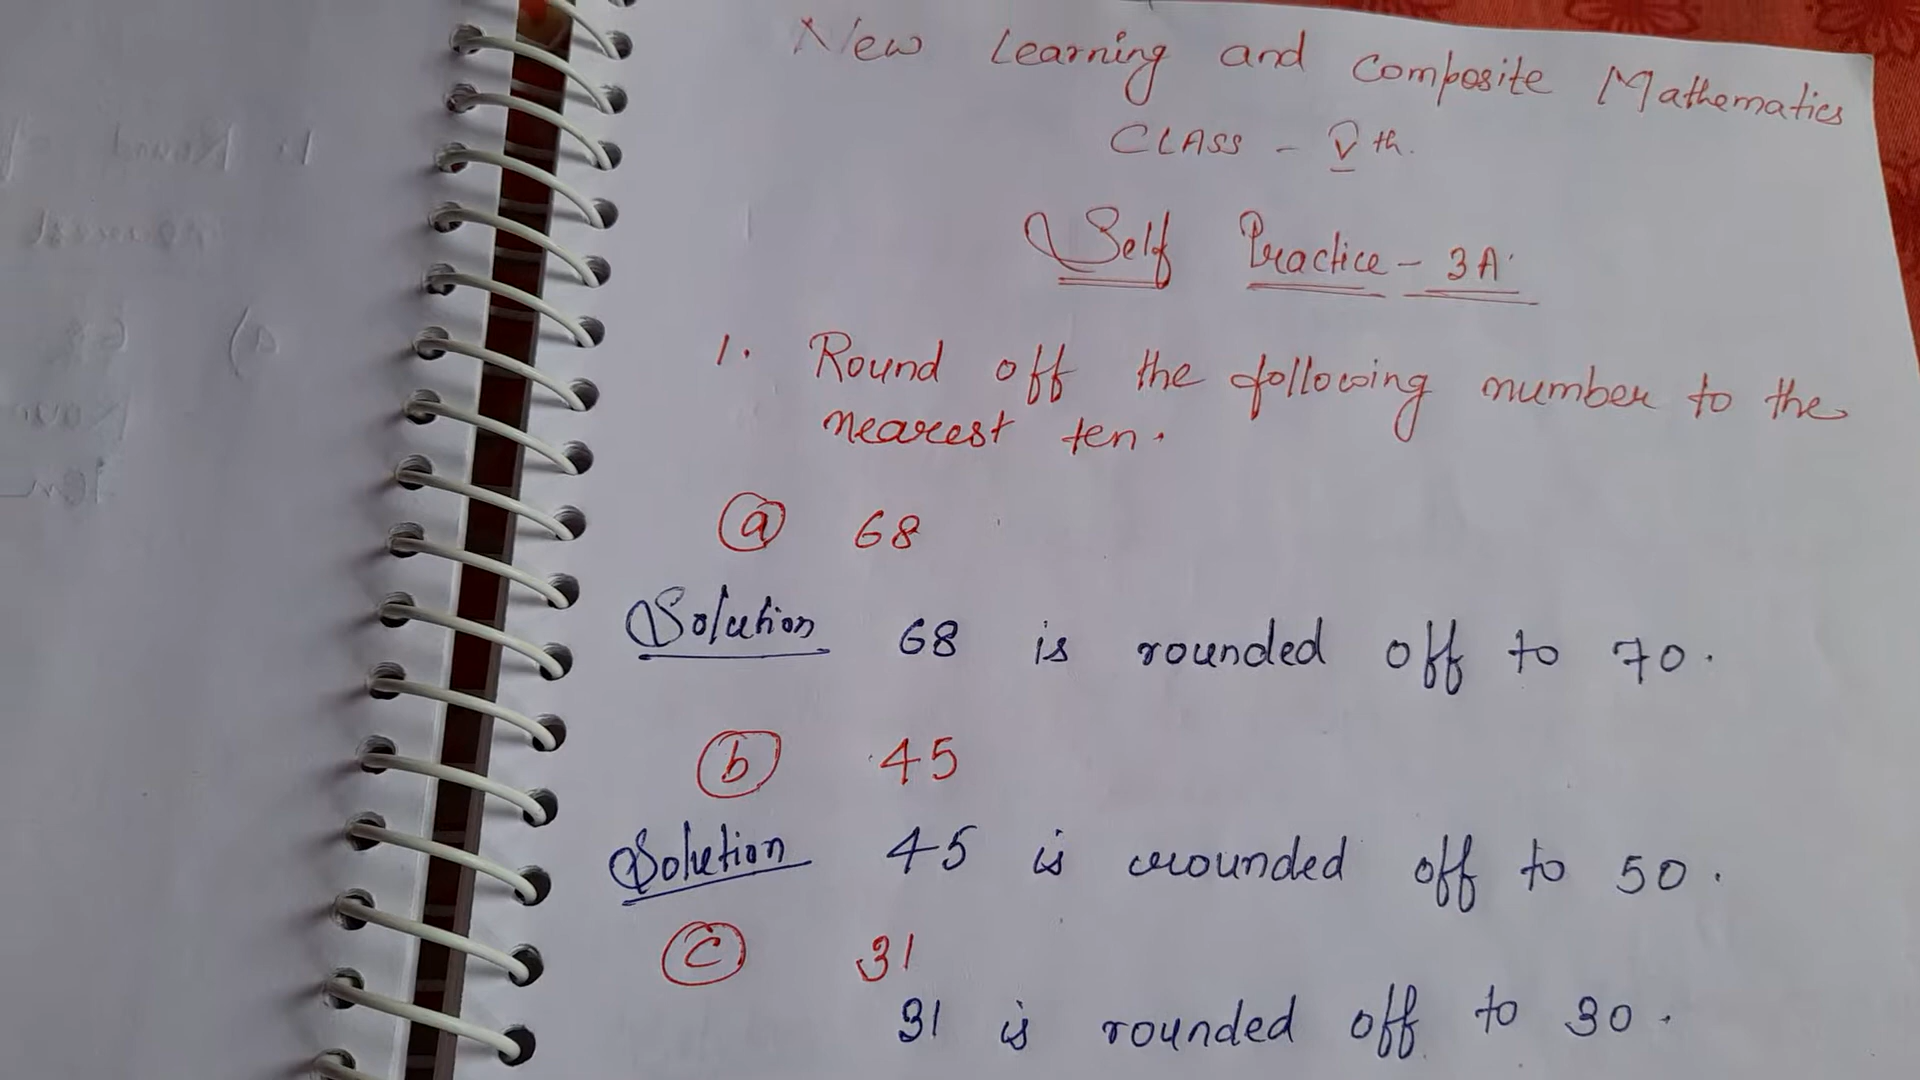 New Learning and Composite Mathematics
CLASS - Vth.
Self Practice - 3A
1. Round off the following number to the
nearest ten.
(a) 68
Solution 68 is rounded off to 70.
(b) 45
Solution 45 is rounded off to 50.
(c) 31
31 is rounded off to 30.